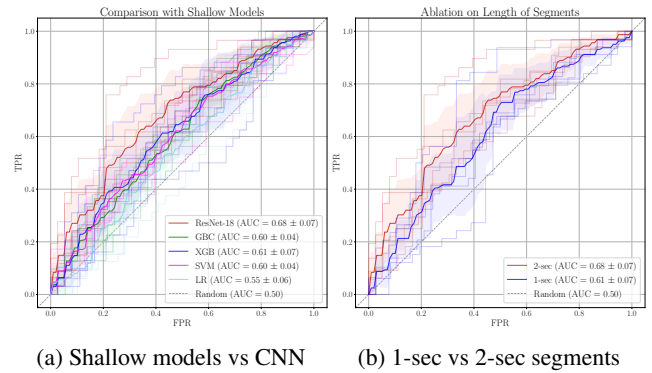 Comparison with Shallow Models
1.0
0.8
0.6
0.4
0.2
0.0
TPR
0.0 0.2 0.4 0.6 0.8 1.0
FPR
ResNet-18 (AUC = 0.68 ± 0.07)
GBC (AUC = 0.60 ± 0.04)
XGB (AUC = 0.61 ± 0.07)
SVM (AUC = 0.60 ± 0.04)
LR (AUC = 0.55 ± 0.06)
Random (AUC = 0.50)
(a) Shallow models vs CNN
Ablation on Length of Segments
1.0
0.8
0.6
0.4
0.2
0.0
TPR
0.0 0.2 0.4 0.6 0.8 1.0
FPR
2-sec (AUC = 0.68 ± 0.07)
1-sec (AUC = 0.61 ± 0.07)
Random (AUC = 0.50)
(b) 1-sec vs 2-sec segments